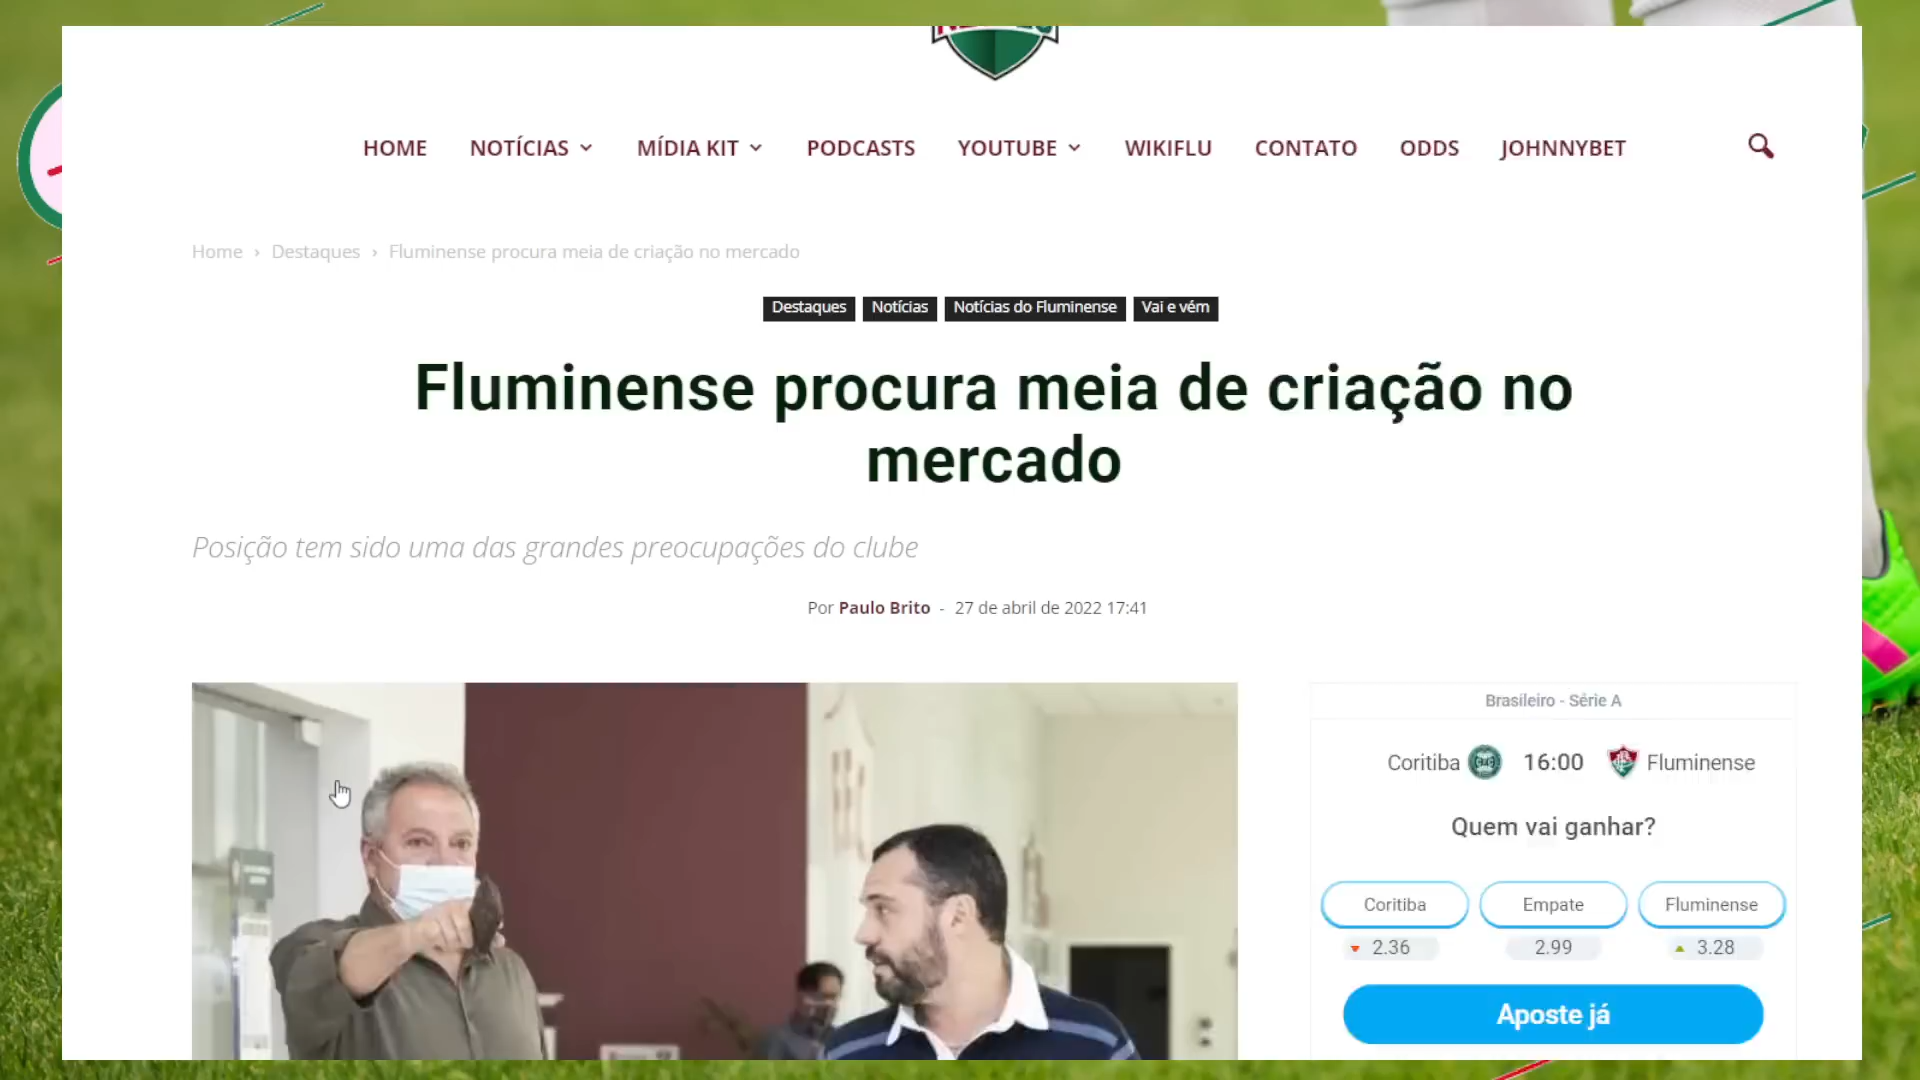 HOME NOTÍCIAS MÍDIA KIT PODCASTS YOUTUBE WIKIFLU CONTATO ODDS JOHNNYBET
Home › Destaques › Fluminense procura meia de criação no mercado
Destaques Notícias Notícias do Fluminense Vai e vém
Fluminense procura meia de criação no
mercado
Posição tem sido uma das grandes preocupações do clube
Por Paulo Brito - 27 de abril de 2022 17:41
Brasileiro - Série A
Coritiba 16:00 Fluminense
Quem vai ganhar?
Coritiba Empate Fluminense
2.36 2.99 3.28
Aposte já